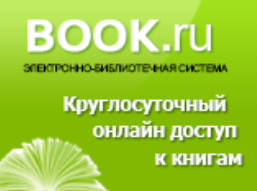 BOOK.ru
ЭЛЕКТРОННО-БИБЛИОТЕЧНАЯ СИСТЕМА
Круглосуточный
онлайн доступ
к книгам